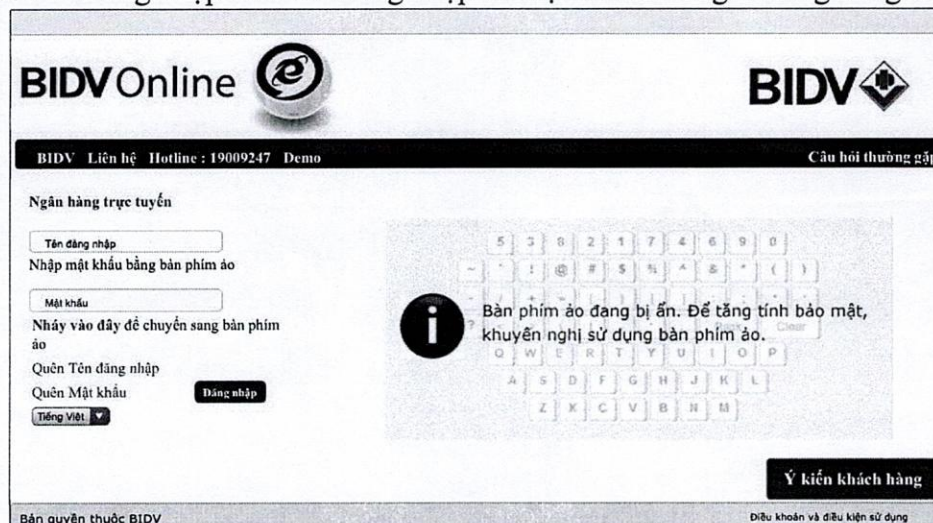 BIDV Online
BIDV
BIDV Liên hệ Hotline : 19009247 Demo
Câu hỏi thường gặp
Ngân hàng trực tuyến
Tên đăng nhập
Nhập mật khẩu bằng bàn phím ảo
Mật khẩu
Nháy vào đây để chuyển sang bàn phím
ảo
Quên Tên đăng nhập
Quên Mật khẩu
Đăng nhập
Tiếng Việt
5 3 8 2 1 7 4 6 9 0
~ ` ! @ # $ % ^ & * ( )
Bàn phím ảo đang bị ẩn. Để tăng tính bảo mật,
khuyến nghị sử dụng bàn phím ảo.
Clear
Q W E R T Y U I O P
A S D F G H J K L
Z X C V B N M
Ý kiến khách hàng
Bản quyền thuộc BIDV
Điều khoản và điều kiện sử dụng